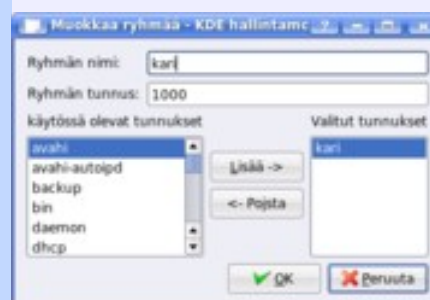 Muokkaa ryhmää - KDE hallintamo
Ryhmän nimi: kari
Ryhmän tunnus: 1000
käytössä olevat tunnukset
Valitut tunnukset
avahi
avahi-autoipd
backup
bin
daemon
dhcp
Lisää ->
<- Poista
kari
OK
Peruuta